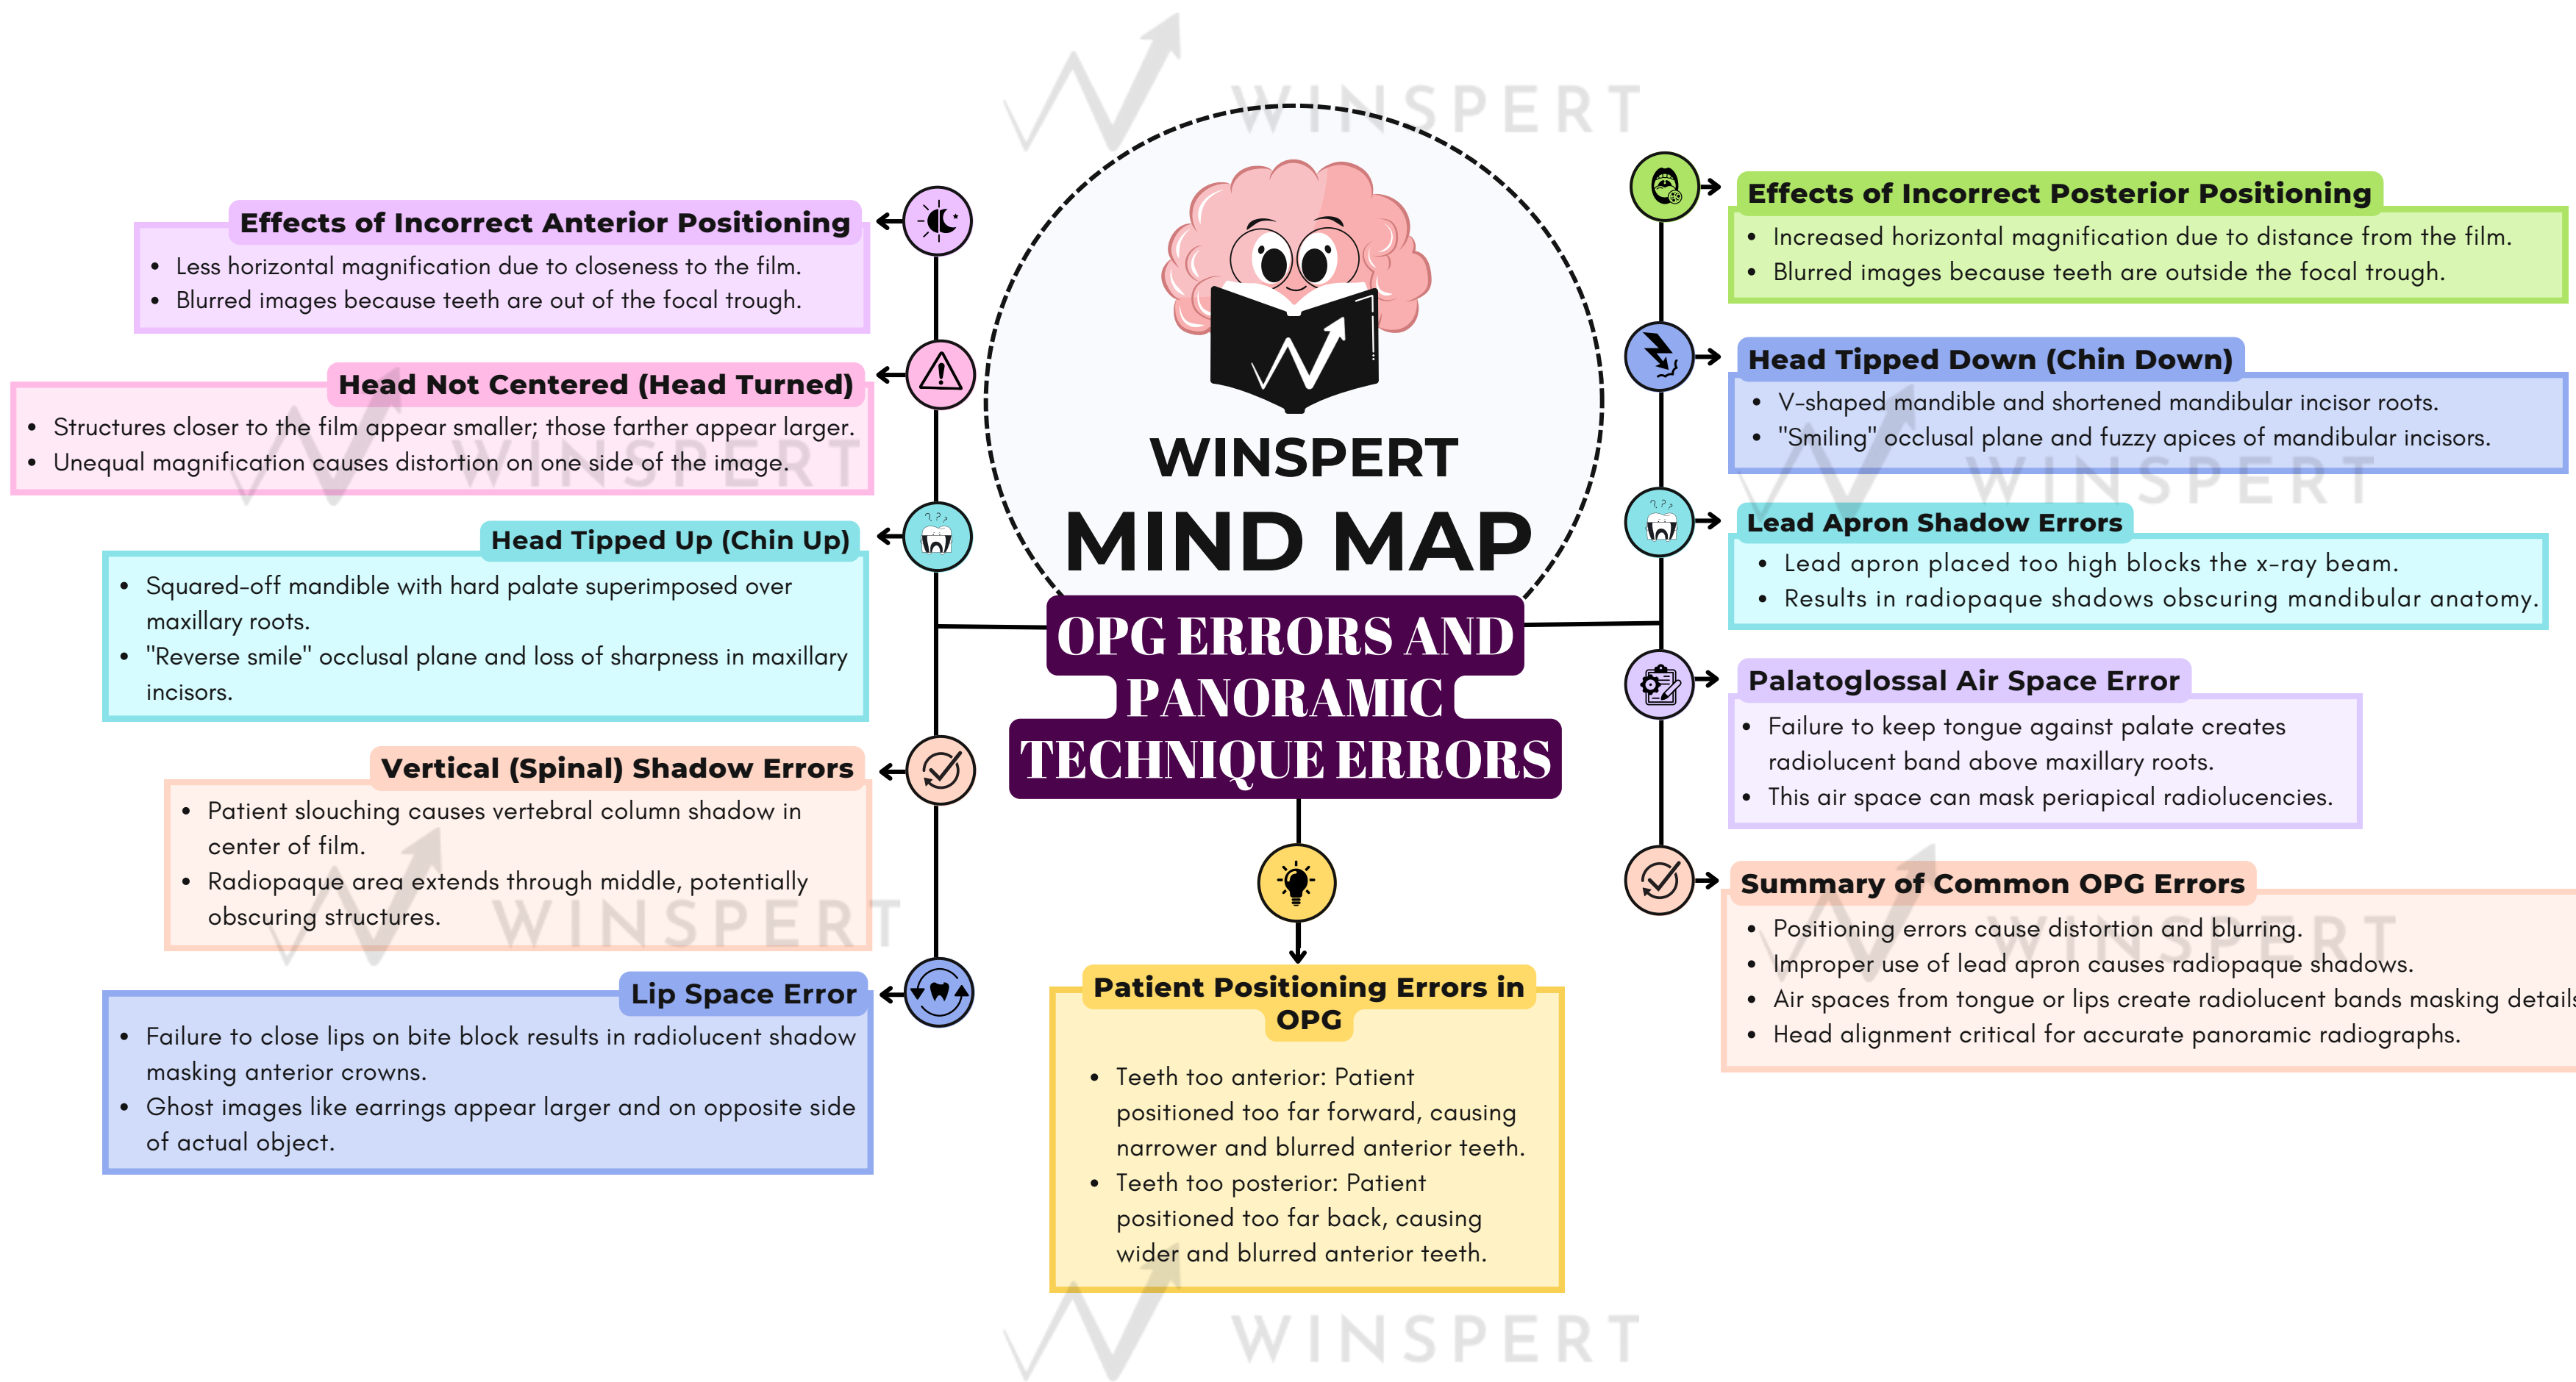 WINSPERT
WINSPERT
MIND MAP
OPG ERRORS AND
PANORAMIC
TECHNIQUE ERRORS
Effects of Incorrect Anterior Positioning
• Less horizontal magnification due to closeness to the film.
• Blurred images because teeth are out of the focal trough.
Head Not Centered (Head Turned)
• Structures closer to the film appear smaller; those farther appear larger.
• Unequal magnification causes distortion on one side of the image.
WINSPERT
Head Tipped Up (Chin Up)
• Squared-off mandible with hard palate superimposed over
maxillary roots.
• "Reverse smile" occlusal plane and loss of sharpness in maxillary
incisors.
Vertical (Spinal) Shadow Errors
• Patient slouching causes vertebral column shadow in
center of film.
• Radiopaque area extends through middle, potentially
obscuring structures.
WINSPERT
Lip Space Error
• Failure to close lips on bite block results in radiolucent shadow
masking anterior crowns.
• Ghost images like earrings appear larger and on opposite side
of actual object.
Patient Positioning Errors in
OPG
• Teeth too anterior: Patient
positioned too far forward, causing
narrower and blurred anterior teeth.
• Teeth too posterior: Patient
positioned too far back, causing
wider and blurred anterior teeth.
WINSPERT
Effects of Incorrect Posterior Positioning
• Increased horizontal magnification due to distance from the film.
• Blurred images because teeth are outside the focal trough.
Head Tipped Down (Chin Down)
• V-shaped mandible and shortened mandibular incisor roots.
• "Smiling" occlusal plane and fuzzy apices of mandibular incisors.
WINSPERT
Lead Apron Shadow Errors
• Lead apron placed too high blocks the x-ray beam.
• Results in radiopaque shadows obscuring mandibular anatomy.
Palatoglossal Air Space Error
• Failure to keep tongue against palate creates
radiolucent band above maxillary roots.
• This air space can mask periapical radiolucencies.
Summary of Common OPG Errors
• Positioning errors cause distortion and blurring.
• Improper use of lead apron causes radiopaque shadows.
• Air spaces from tongue or lips create radiolucent bands masking details
• Head alignment critical for accurate panoramic radiographs.
WINSPERT